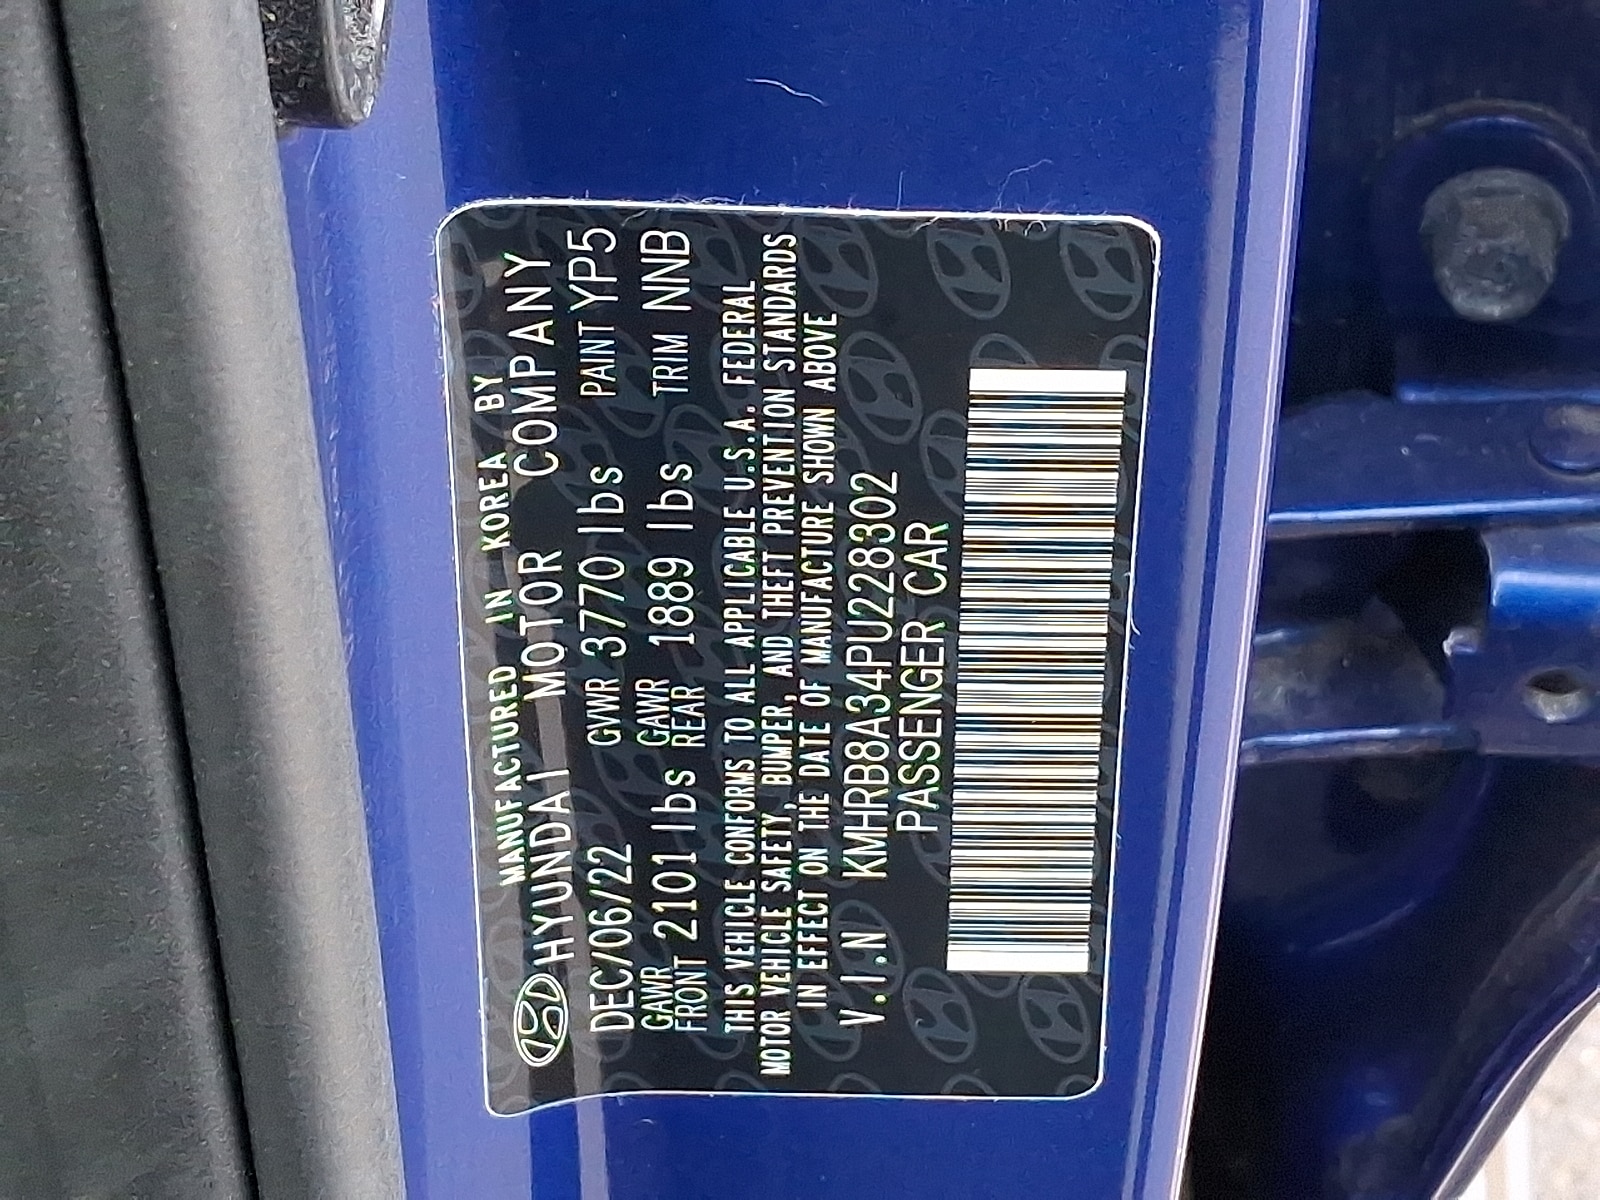 MANUFACTURED IN KOREA BY
HYUNDAI MOTOR COMPANY
DEC/06/22 GVWR 3770 lbs PAINT YP5
GAWR FRONT 2101 lbs GAWR REAR 1889 lbs TRIM NNB
THIS VEHICLE CONFORMS TO ALL APPLICABLE U.S.A. FEDERAL
MOTOR VEHICLE SAFETY, BUMPER, AND THEFT PREVENTION STANDARDS
IN EFFECT ON THE DATE OF MANUFACTURE SHOWN ABOVE
V.I.N KMHRB8A34PU228302
PASSENGER CAR